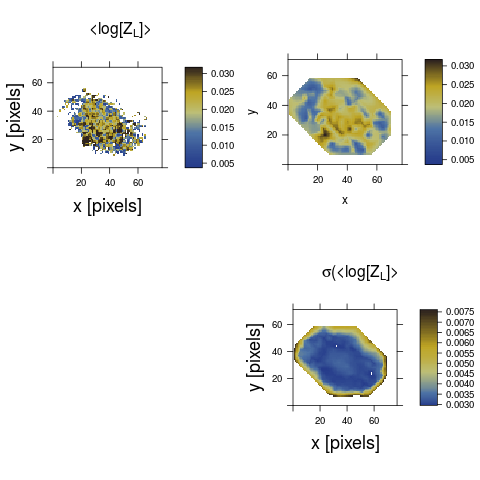 <log[Z_L]>
60
40
20
20 40 60
x [pixels]
y [pixels]
0.030
0.025
0.020
0.015
0.010
0.005
60
40
20
20 40 60
x
y
0.030
0.025
0.020
0.015
0.010
0.005
σ(<log[Z_L]>
60
40
20
20 40 60
x [pixels]
y [pixels]
0.0075
0.0070
0.0065
0.0060
0.0055
0.0050
0.0045
0.0040
0.0035
0.0030